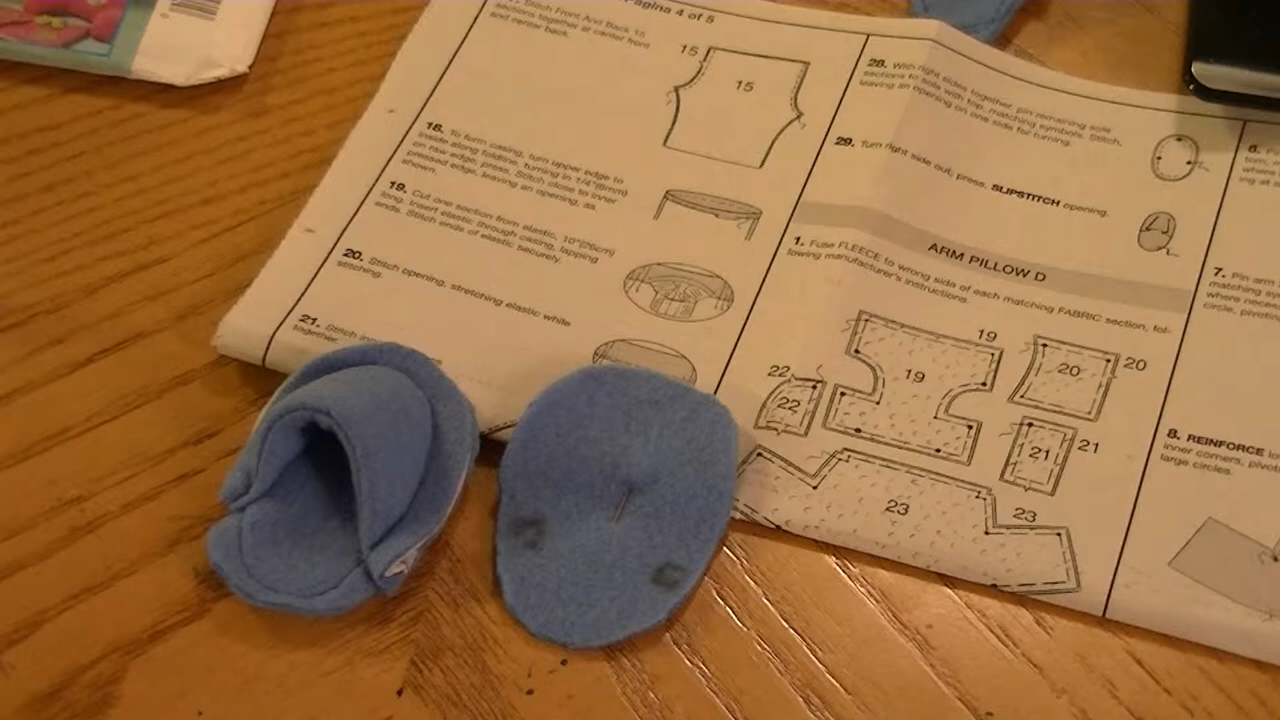 Pagina 4 of 5
Stitch Front And Back 15
sections together at center front
and center back.
15
15
18. To form casing, turn upper edge to
inside along foldline, turning in 1/4"(6mm)
on raw edge; press. Stitch close to inner
pressed edge, leaving an opening, as
shown.
19. Cut one section from elastic, 10"(26cm)
long. Insert elastic through casing, lapping
ends. Stitch ends of elastic securely.
20. Stitch opening, stretching elastic while
stitching.
21. Stitch
together.
28. With right sides together, pin remaining sole
sections to sole with top, matching symbols. Stitch,
leaving an opening on one side for turning.
29. Turn right side out; press. SLIPSTITCH opening.
ARM PILLOW D
1. Fuse FLEECE to wrong side of each matching FABRIC section, fol-
lowing manufacturer's instructions.
19
19
20
20
22
22
21
21
23
23
6.
7. Pin arm
matching
where
circle, pivoting
8. REINFORCE
inner corners,
large circles.